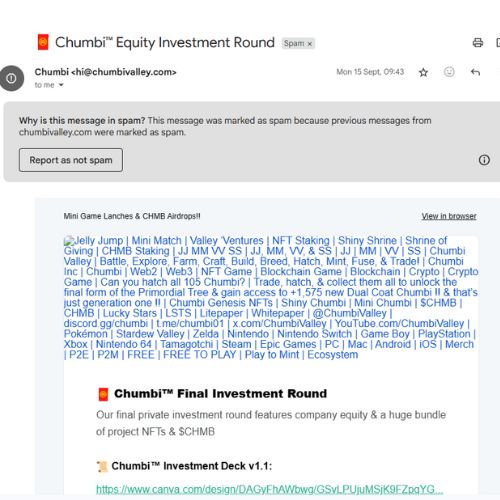 Chumbi™ Equity Investment Round Spam x
Chumbi <hi@chumbivalley.com> Mon 15 Sept, 09:43
to me
Why is this message in spam? This message was marked as spam because previous messages from
chumbivalley.com were marked as spam.
Report as not spam
Mini Game Lanches & CHMB Airdrops!! View in browser
Jelly Jump | Mini Match | Valley 'Ventures | NFT Staking | Shiny Shrine | Shrine of
Giving | CHMB Staking | JJ MM VV SS | JJ, MM, VV, & SS | JJ | MM | VV | SS | Chumbi
Valley | Battle, Explore, Farm, Craft, Build, Breed, Hatch, Mint, Fuse, & Trade! | Chumbi
Inc | Chumbi | Web2 | Web3 | NFT Game | Blockchain Game | Blockchain | Crypto | Crypto
Game | Can you hatch all 105 Chumbi? | Trade, hatch, & collect them all to unlock the
final form of the Primordial Tree & gain access to +1,575 new Dual Coat Chumbi !! & that's
just generation one !! | Chumbi Genesis NFTs | Shiny Chumbi | Mini Chumbi | $CHMB |
CHMB | Lucky Stars | LSTS | Litepaper | Whitepaper | @ChumbiValley |
discord.gg/chumbi | t.me/chumbi01 | x.com/ChumbiValley | YouTube.com/ChumbiValley |
Pokémon | Stardew Valley | Zelda | Nintendo | Nintendo Switch | Game Boy | PlayStation |
Xbox | Nintendo 64 | Tamagotchi | Steam | Epic Games | PC | Mac | Android | iOS | Merch
| P2E | P2M | FREE | FREE TO PLAY | Play to Mint | Ecosystem
Chumbi™ Final Investment Round
Our final private investment round features company equity & a huge bundle
of project NFTs & $CHMB
Chumbi™ Investment Deck v1.1:
https://www.canva.com/design/DAGyFhAWbwg/GSvLPUjuMSjK9FZpqYG...